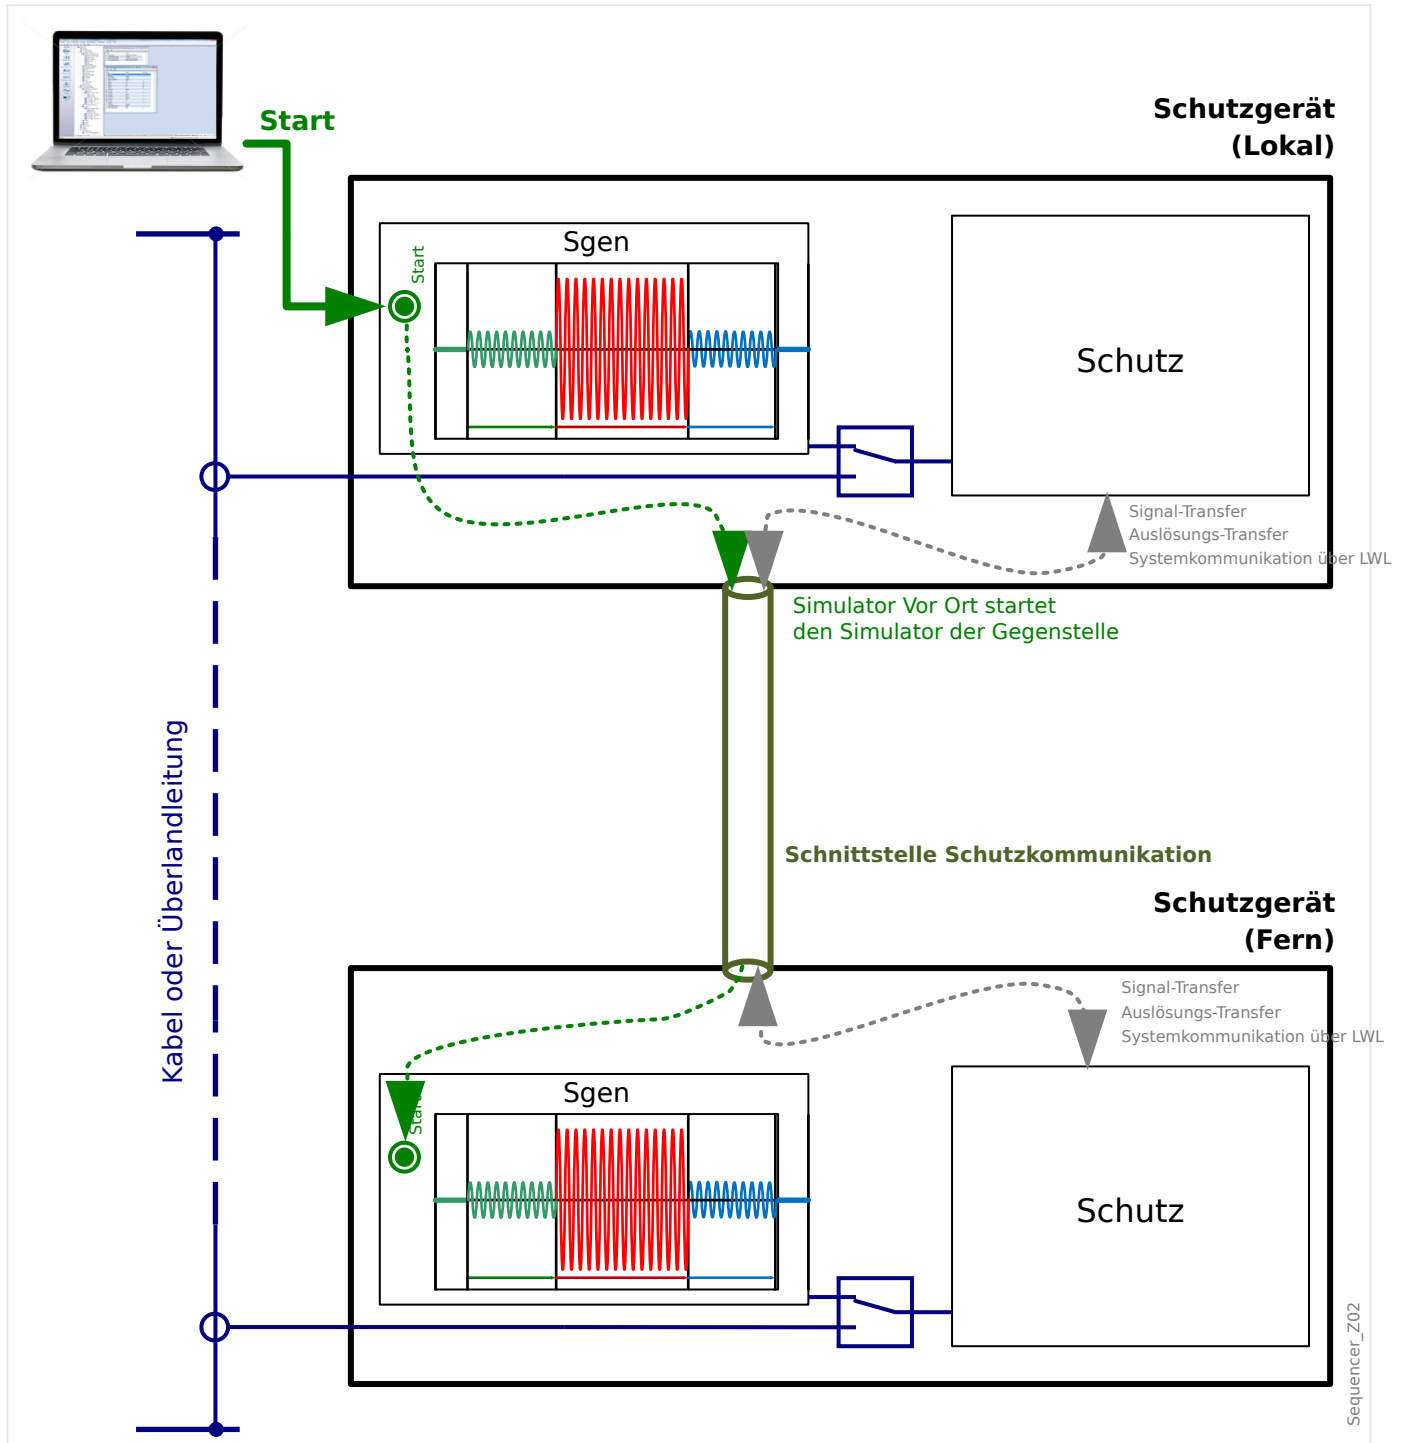 Start
Schutzgerät
(Lokal)
Sgen
Start
Schutz
Signal-Transfer
Auslösungs-Transfer
Systemkommunikation über LWL
Simulator Vor Ort startet
den Simulator der Gegenstelle
Kabel oder Überlandleitung
Schnittstelle Schutzkommunikation
Schutzgerät
(Fern)
Signal-Transfer
Auslösungs-Transfer
Systemkommunikation über LWL
Sgen
Start
Schutz
Sequencer_Z02